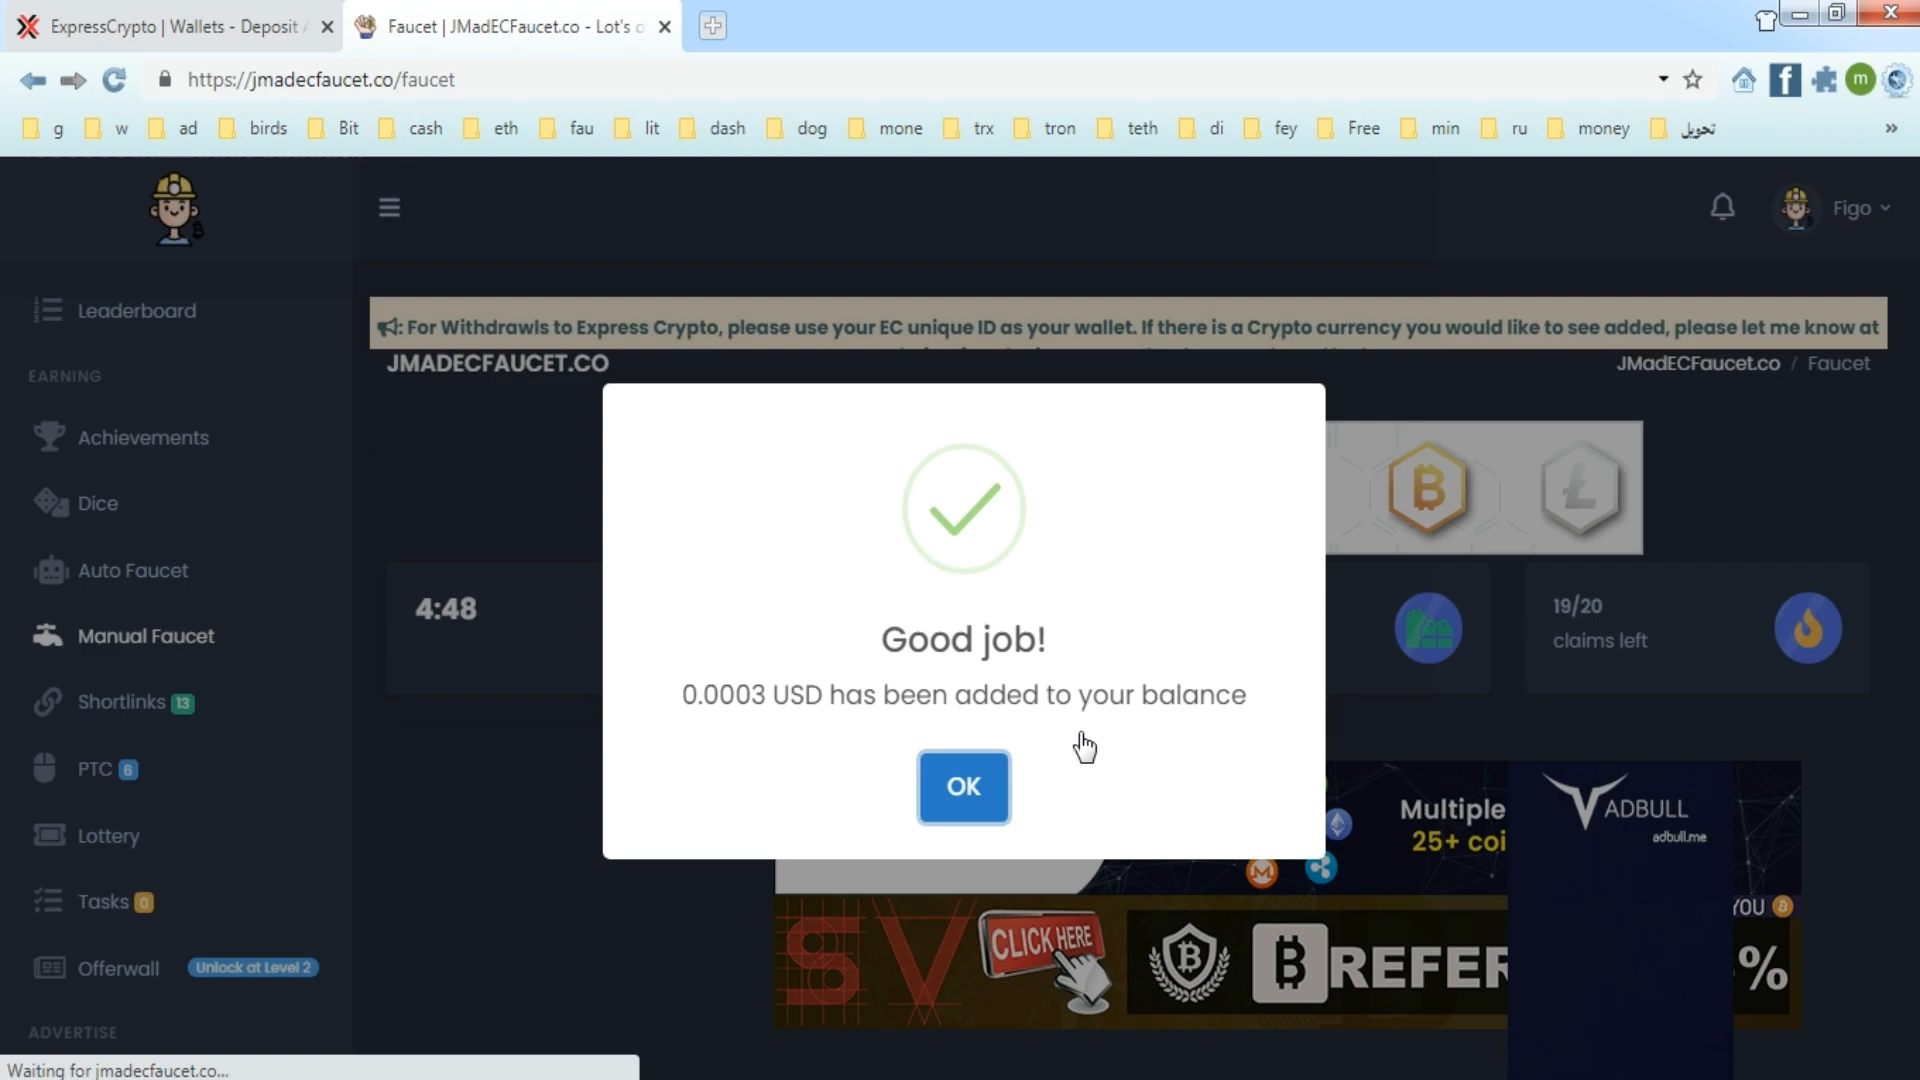 ExpressCrypto | Wallets - Deposit
Faucet | JMadECFaucet.co - Lot's o
https://jmadecfaucet.co/faucet
m
g w ad birds Bit cash eth fau lit dash dog mone trx tron teth di fey Free min ru money تحويل »
Figo
Leaderboard
: For Withdrawls to Express Crypto, please use your EC unique ID as your wallet. If there is a Crypto currency you would like to see added, please let me know at
JMADECFAUCET.CO
JMadECFaucet.co / Faucet
EARNING
Achievements
Dice
Auto Faucet
Manual Faucet
Shortlinks 13
PTC 6
Lottery
Tasks 0
Offerwall Unlock at Level 2
ADVERTISE
4:48
19/20
claims left
Good job!
0.0003 USD has been added to your balance
OK
Multiple
25+ coi
ADBULL
adbull.me
YOU
SV
CLICK HERE
REFER
%
Waiting for jmadecfaucet.co...